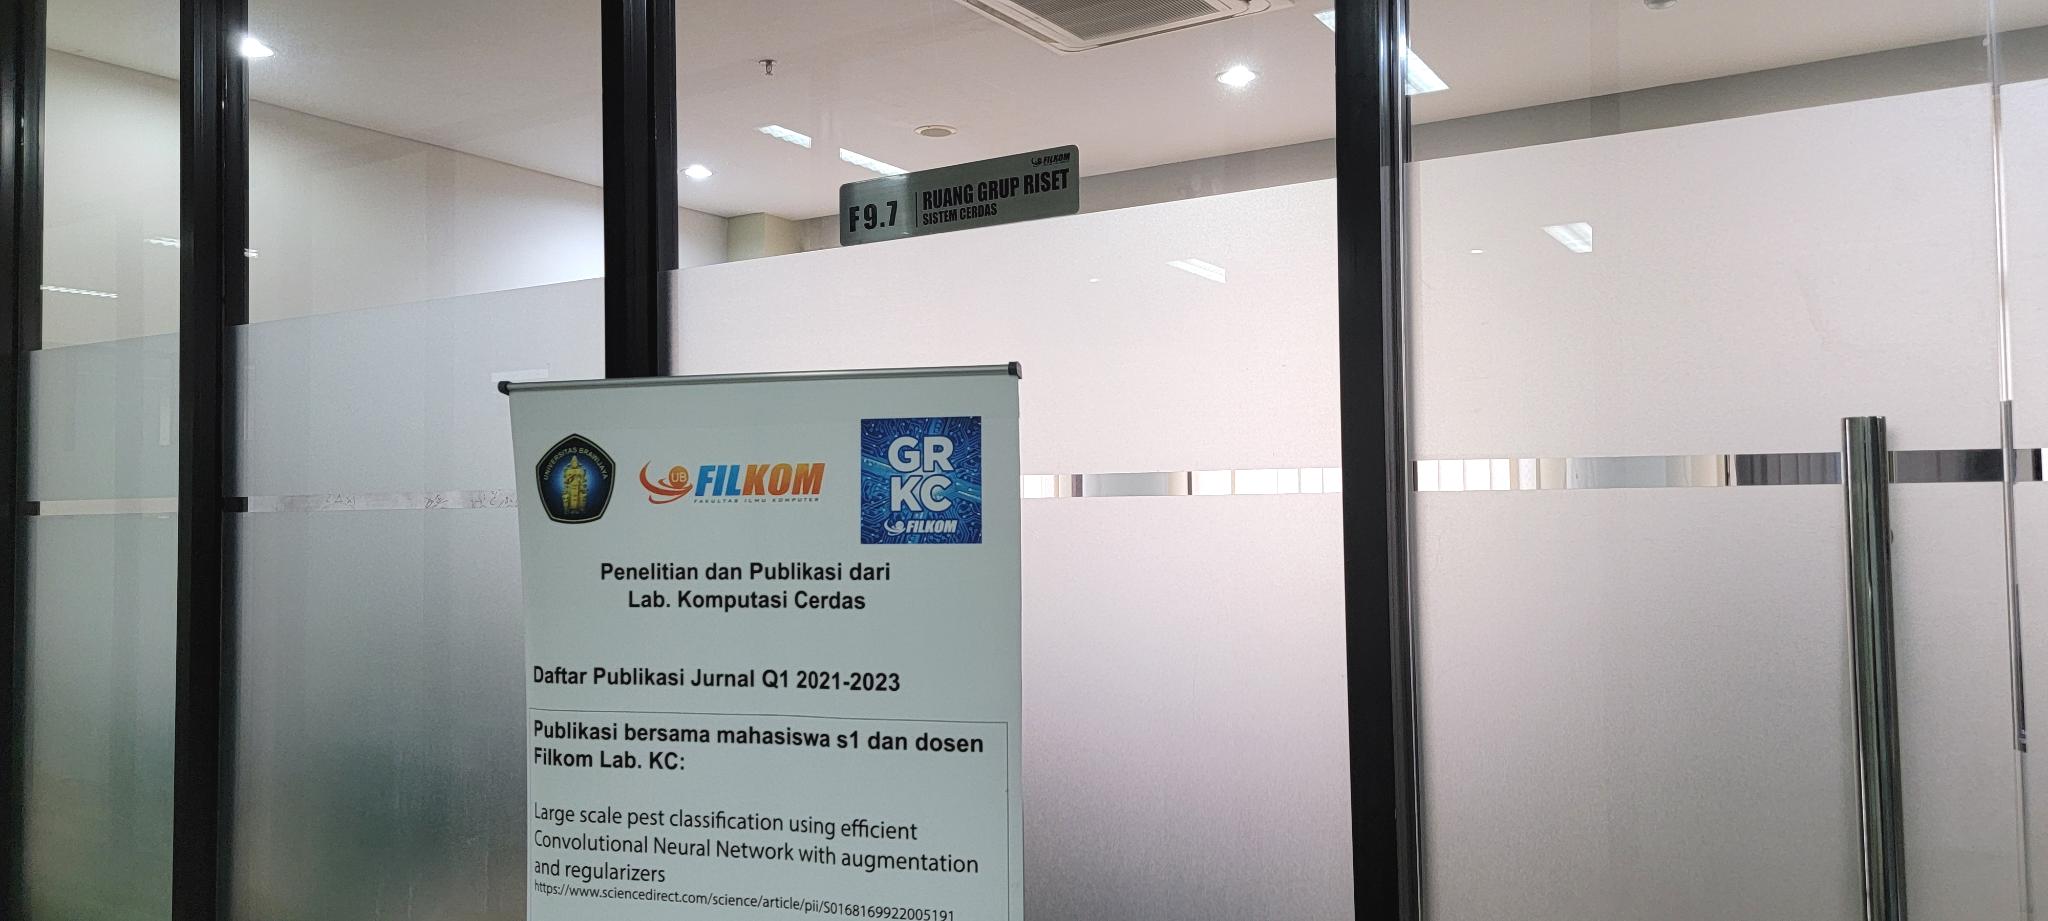 FILKOM
F9.7
RUANG GRUP RISET
SISTEM CERDAS
UNIVERSITAS BRAWIJAYA
UB FILKOM
FAKULTAS ILMU KOMPUTER
GR
KC
FILKOM
Penelitian dan Publikasi dari
Lab. Komputasi Cerdas
Daftar Publikasi Jurnal Q1 2021-2023
Publikasi bersama mahasiswa s1 dan dosen
Filkom Lab. KC:
Large scale pest classification using efficient
Convolutional Neural Network with augmentation
and regularizers
https://www.sciencedirect.com/science/article/pii/S0168169922005191